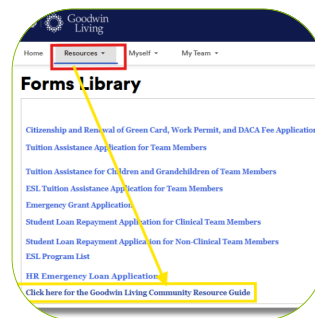 Goodwin
Living
Home Resources Myself My Team
Forms Library
Citizenship and Renewal of Green Card, Work Permit, and DACA Fee Application
Tuition Assistance Application for Team Members
Tuition Assistance for Children and Grandchildren of Team Members
ESL Tuition Assistance Application for Team Members
Emergency Grant Application
Student Loan Repayment Application for Clinical Team Members
Student Loan Repayment Application for Non-Clinical Team Members
ESL Program List
HR Emergency Loan Application
Click here for the Goodwin Living Community Resource Guide